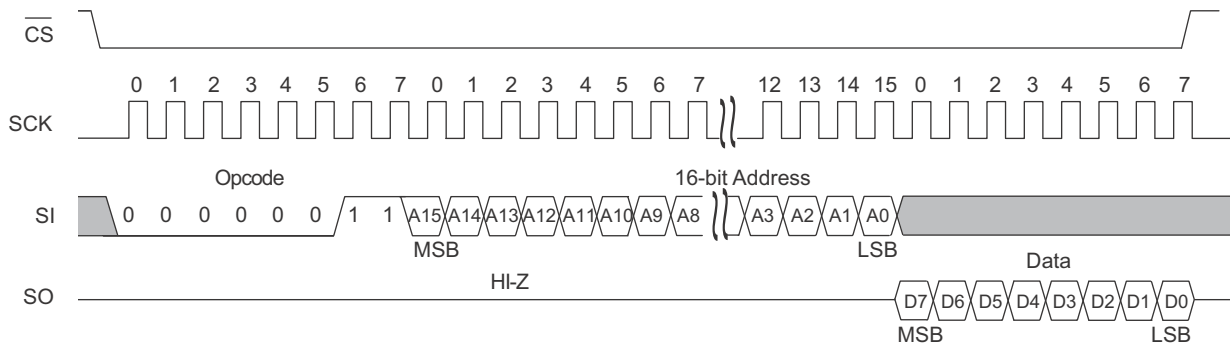 CS
0 1 2 3 4 5 6 7 0 1 2 3 4 5 6 7 12 13 14 15 0 1 2 3 4 5 6 7
SCK
Opcode 16-bit Address
SI 0 0 0 0 0 0 1 1 A15 A14 A13 A12 A11 A10 A9 A8 A3 A2 A1 A0
MSB LSB
HI-Z Data
SO D7 D6 D5 D4 D3 D2 D1 D0
MSB LSB